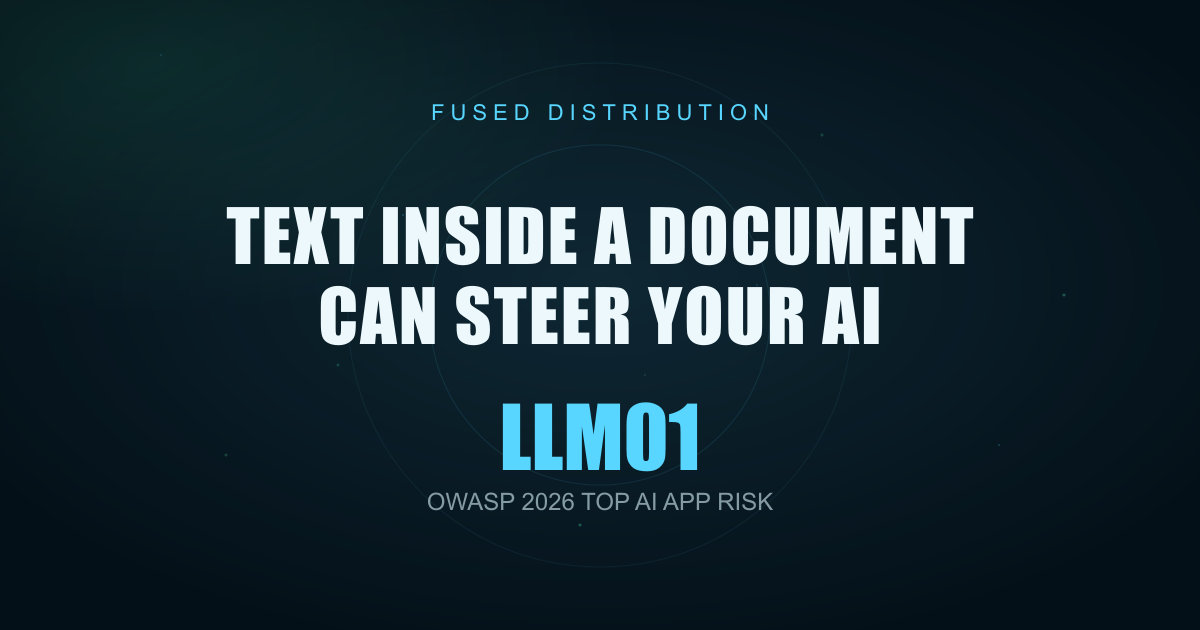 FUSED DISTRIBUTION
TEXT INSIDE A DOCUMENT
CAN STEER YOUR AI
LLM01
OWASP 2026 TOP AI APP RISK